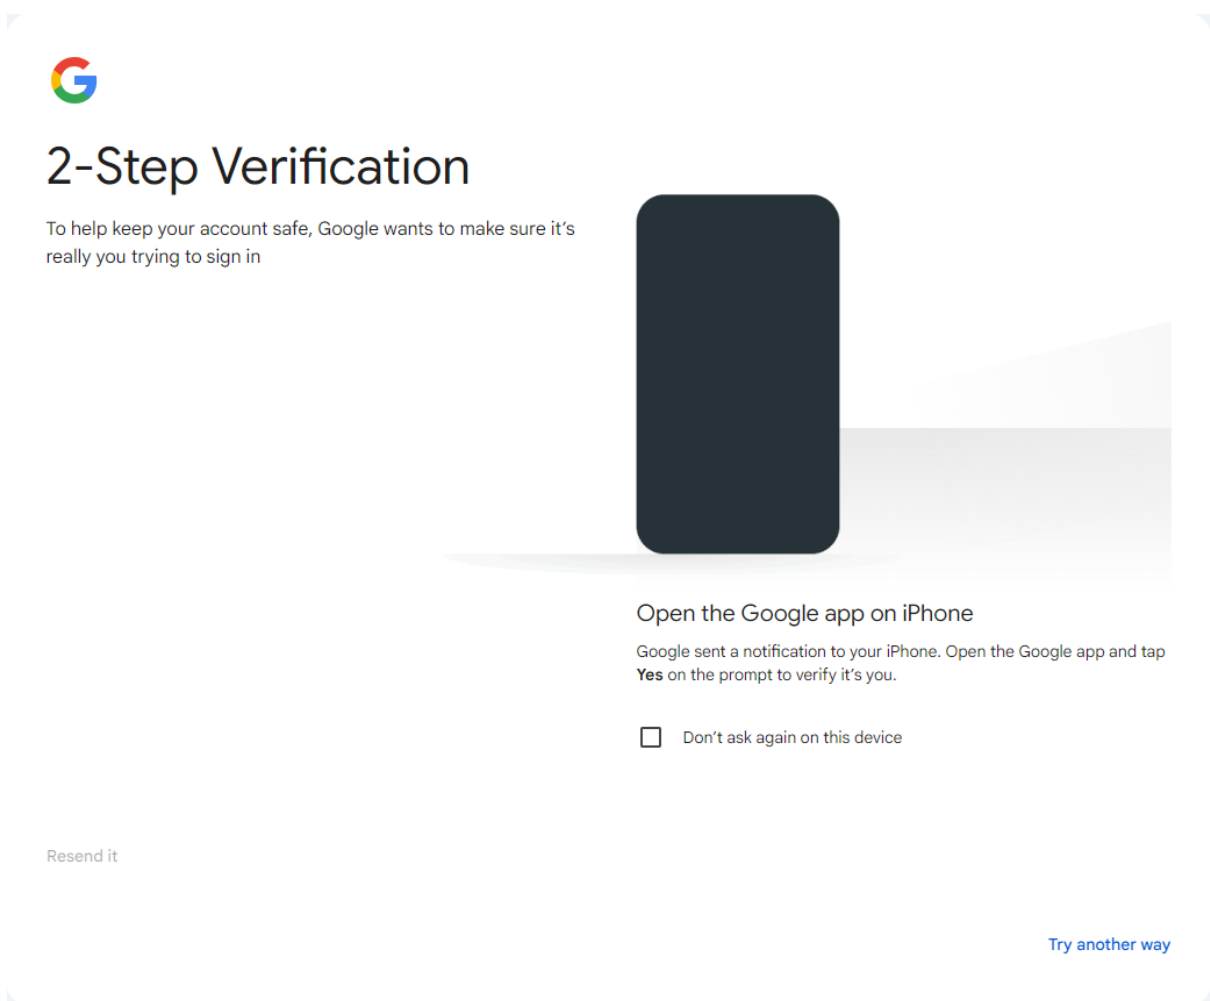 2-Step Verification
To help keep your account safe, Google wants to make sure it’s
really you trying to sign in
Open the Google app on iPhone
Google sent a notification to your iPhone. Open the Google app and tap
Yes on the prompt to verify it’s you.
Don’t ask again on this device
Resend it
Try another way